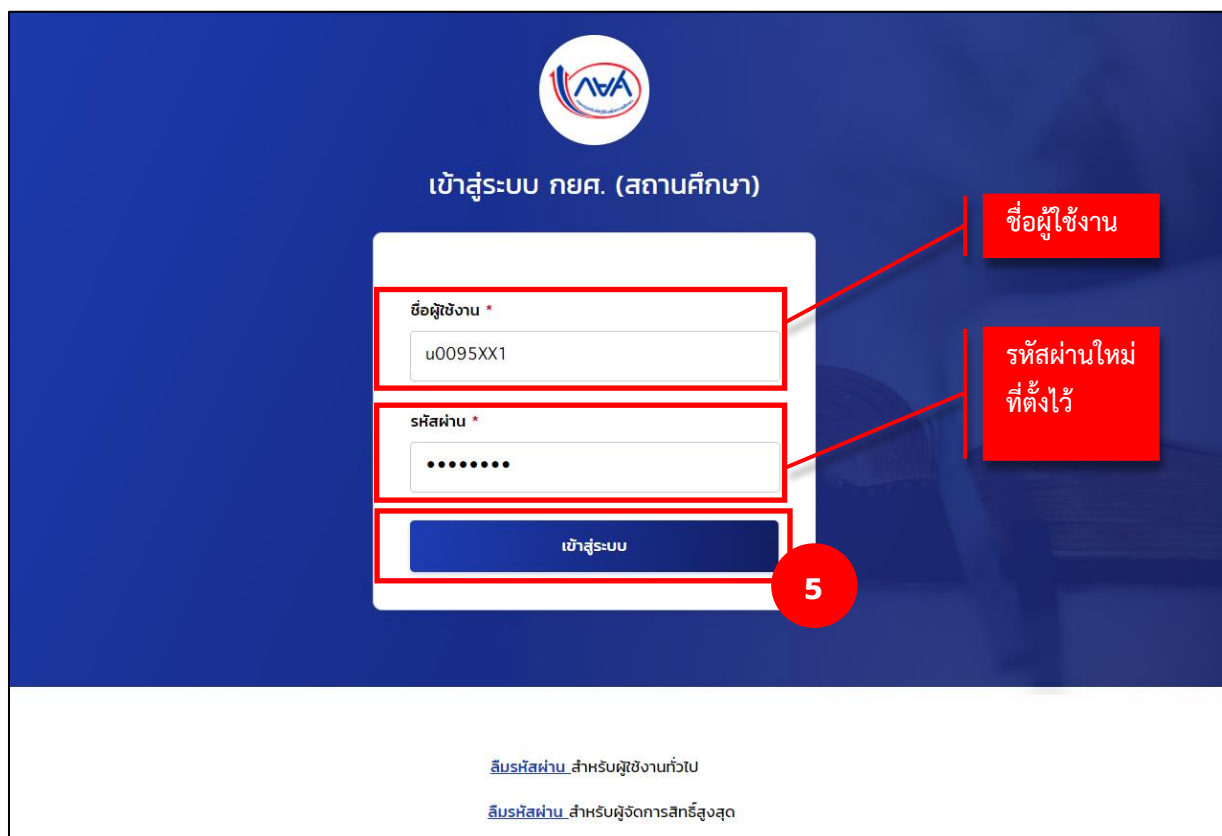 กยศ
เข้าสู่ระบบ กยศ. (สถานศึกษา)
ชื่อผู้ใช้งาน
ชื่อผู้ใช้งาน *
u0095XX1
รหัสผ่านใหม่
ที่ตั้งไว้
รหัสผ่าน *
••••••••
เข้าสู่ระบบ
5
ลืมรหัสผ่าน สำหรับผู้ใช้งานทั่วไป
ลืมรหัสผ่าน สำหรับผู้จัดการสิทธิ์สูงสุด